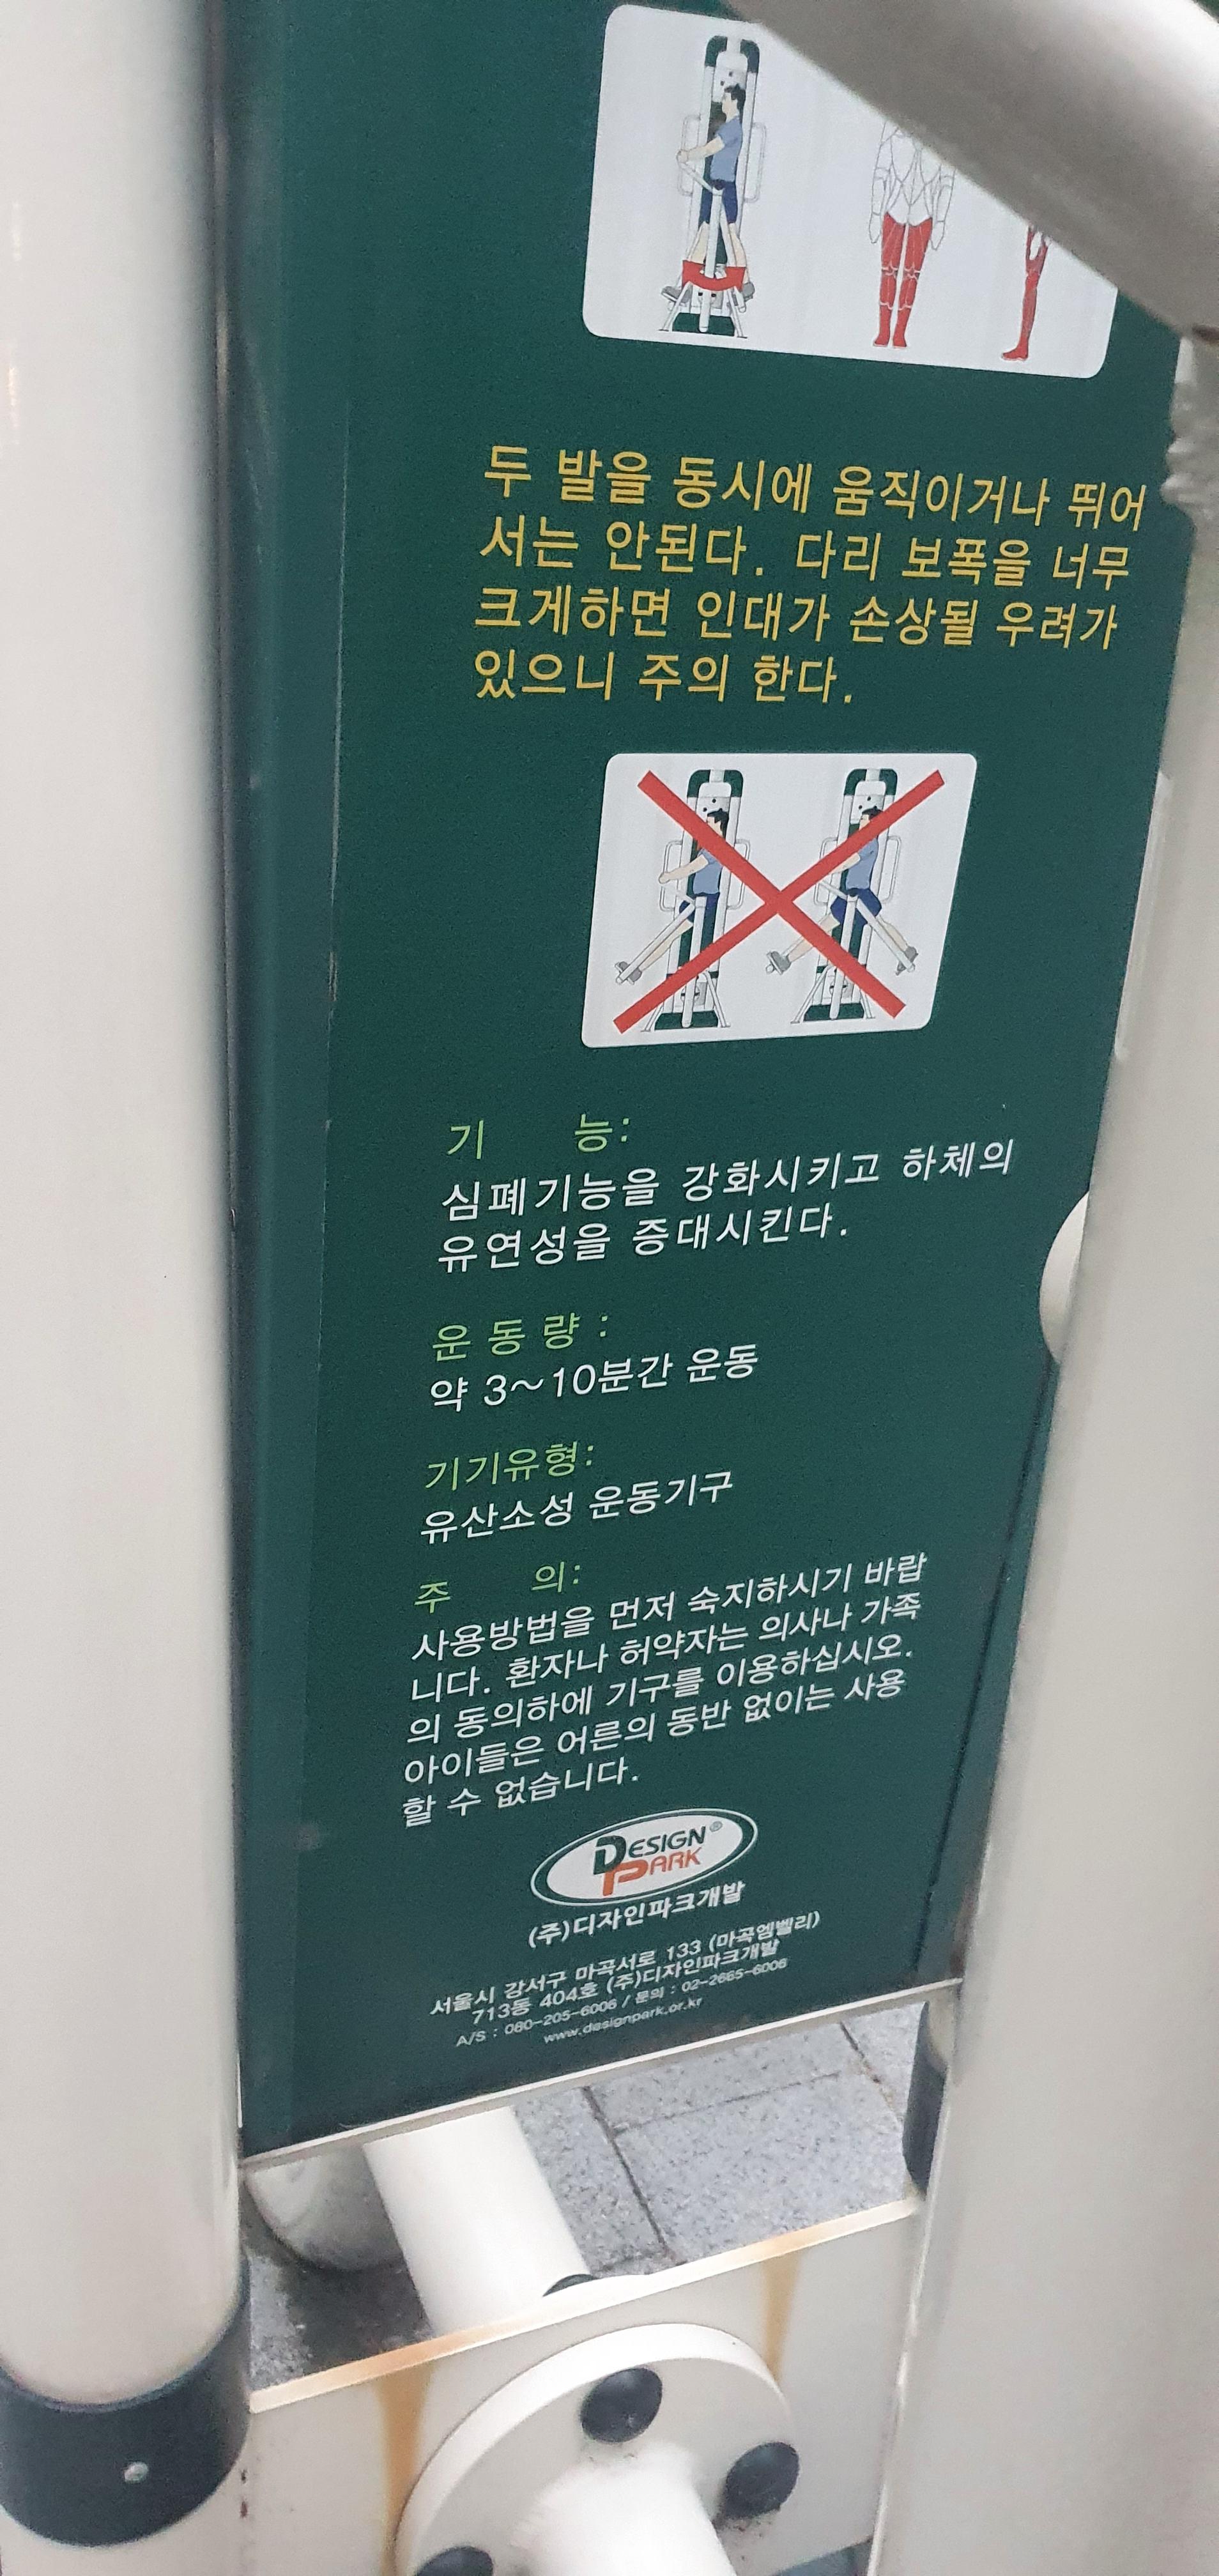 두 발을 동시에 움직이거나 뛰어
서는 안된다. 다리 보폭을 너무
크게하면 인대가 손상될 우려가
있으니 주의 한다.
기 능:
심폐기능을 강화시키고 하체의
유연성을 증대시킨다.
운 동 량 :
약 3~10분간 운동
기기유형:
유산소성 운동기구
주 의:
사용방법을 먼저 숙지하시기 바랍
니다. 환자나 허약자는 의사나 가족
의 동의하에 기구를 이용하십시오.
아이들은 어른의 동반 없이는 사용
할 수 없습니다.
DESIGN®
PARK
(주)디자인파크개발
서울시 강서구 마곡서로 133 (마곡엠벨리)
713동 404호 (주)디자인파크개발
A/S : 080-205-6006 / 문의 : 02-2665-6006
www.designpark.or.kr